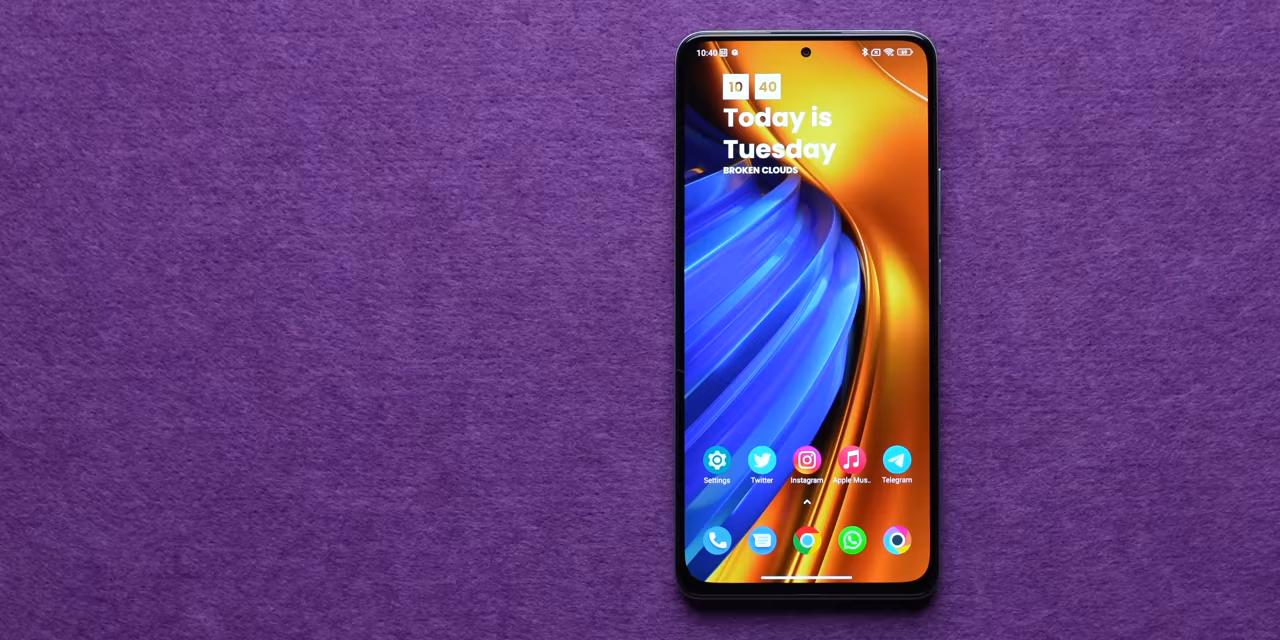 10:40
10 40
Today is
Tuesday
BROKEN CLOUDS
Settings Twitter Instagram Apple Mus.. Telegram